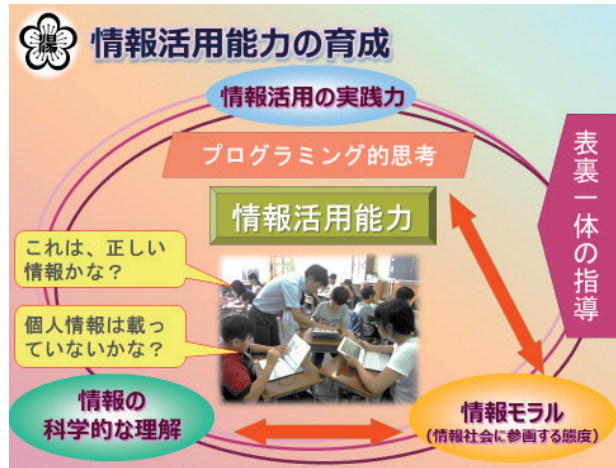 陽
情報活用能力の育成
情報活用の実践力
プログラミング的思考
情報活用能力
表裏一体の指導
これは、正しい
情報かな？
個人情報は載っ
ていないかな？
情報の
科学的な理解
情報モラル
(情報社会に参画する態度)